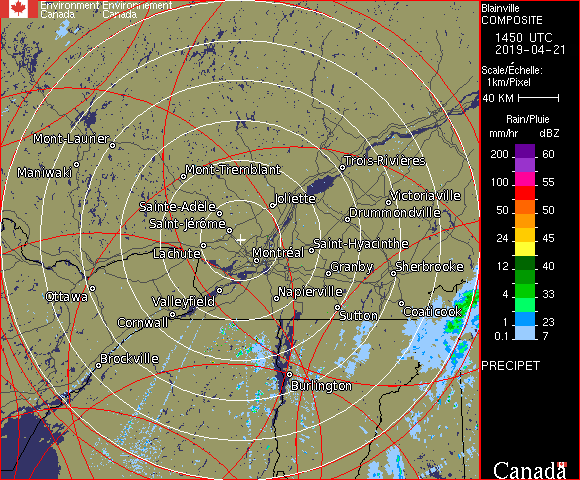 Environment Environnement
Canada Canada
Blainville
COMPOSITE
1450 UTC
2019-04-21
Scale/Échelle:
1km/Pixel
40 KM
Rain/Pluie
mm/hr dBZ
200 60
100 55
50 50
24 45
12 40
4 33
1 23
0.1 7
PRECIPET
Canada
Mont-Laurier
Maniwaki
Mont-Tremblant
Trois-Rivières
Joliette
Victoriaville
Sainte-Adèle
Drummondville
Saint-Jérôme
Saint-Hyacinthe
Lachute
Montréal
Granby
Sherbrooke
Ottawa
Valleyfield
Napierville
Cornwall
Sutton
Coaticook
Brockville
Burlington